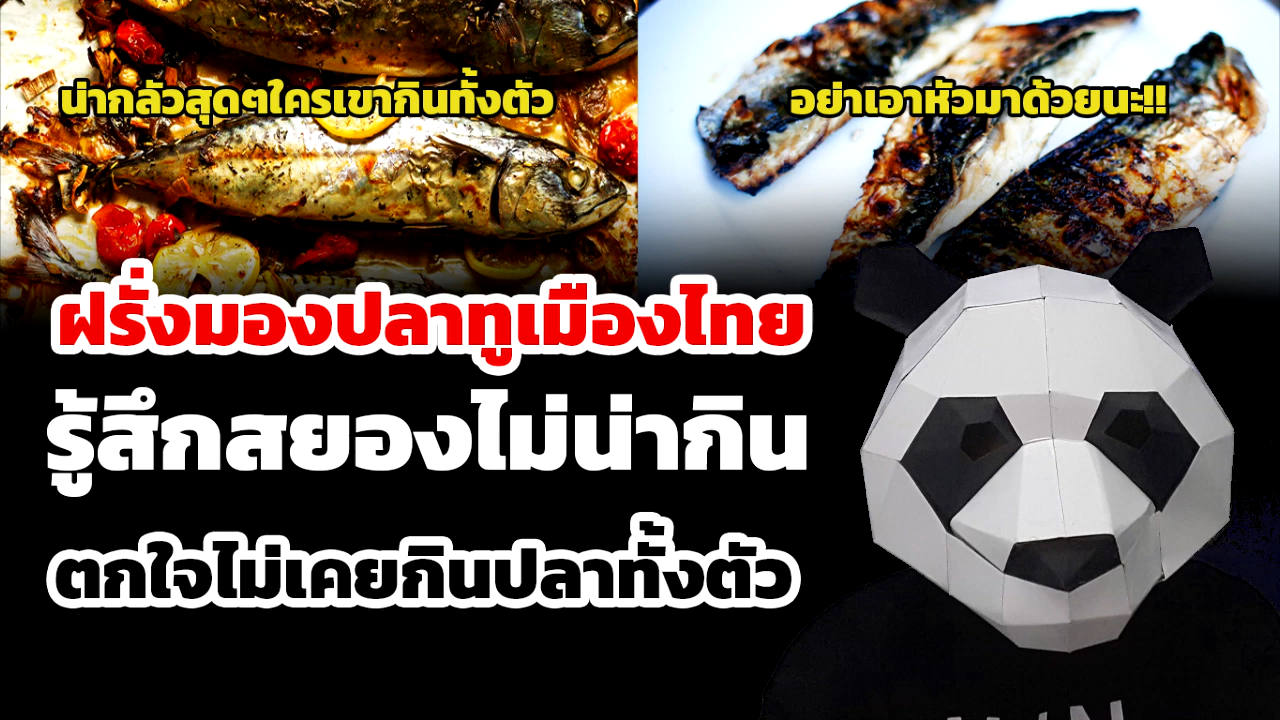 น่ากลัวสุดๆใครเขากินทั้งตัว
อย่าเอาหัวมาด้วยนะ!!
ฝรั่งมองปลาทูเมืองไทย
รู้สึกสยองไม่น่ากิน
ตกใจไม่เคยกินปลาทั้งตัว